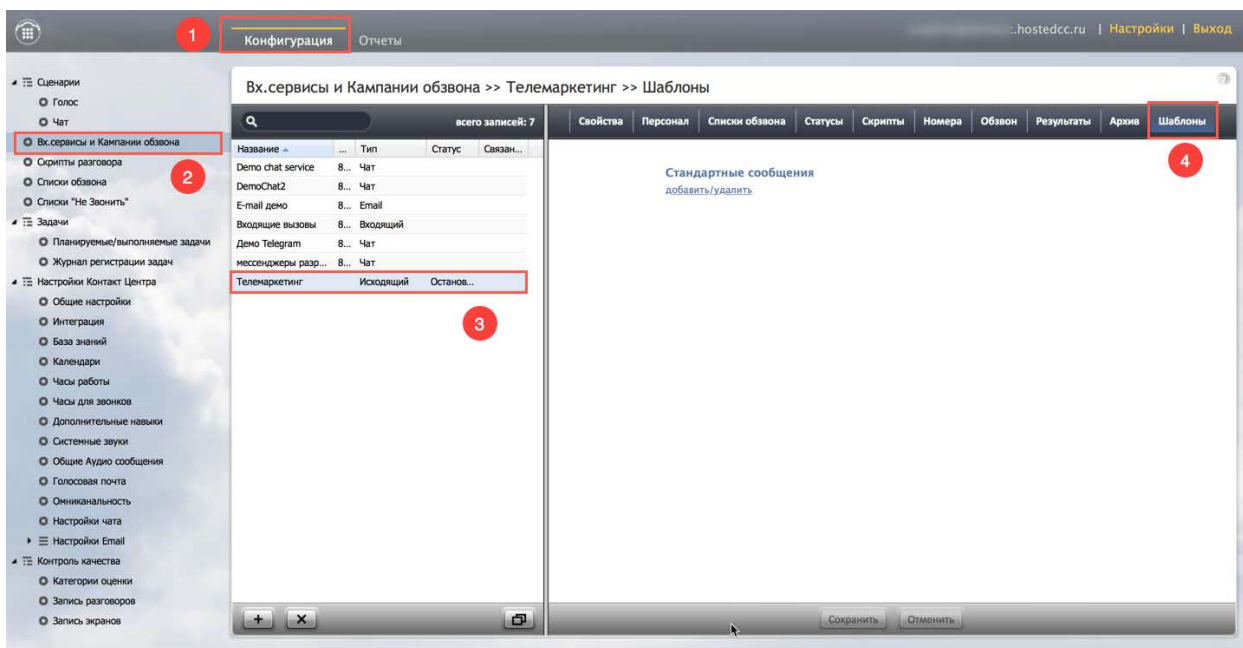 1
Конфигурация
Отчеты
:.hostedcc.ru | Настройки | Выход
Сценарии
Голос
Чат
Вх.сервисы и Кампании обзвона
Скрипты разговора
2
Списки обзвона
Списки "Не Звонить"
Задачи
Планируемые/выполняемые задачи
Журнал регистрации задач
Настройки Контакт Центра
Общие настройки
Интеграция
База знаний
Календари
Часы работы
Часы для звонков
Дополнительные навыки
Системные звуки
Общие Аудио сообщения
Голосовая почта
Омниканальность
Настройки чата
Настройки Email
Контроль качества
Категории оценки
Запись разговоров
Запись экранов
Вх.сервисы и Кампании обзвона >> Телемаркетинг >> Шаблоны
всего записей: 7
Название ... Тип Статус Связан...
Demo chat service 8... Чат
DemoChat2 8... Чат
E-mail демо 8... Email
Входящие вызовы 8... Входящий
Демо Telegram 8... Чат
мессенджеры разр... 8... Чат
Телемаркетинг Исходящий Останов...
3
Свойства | Персонал | Списки обзвона | Статусы | Скрипты | Номера | Обзвон | Результаты | Архив | Шаблоны
4
Стандартные сообщения
добавить/удалить
Сохранить Отменить